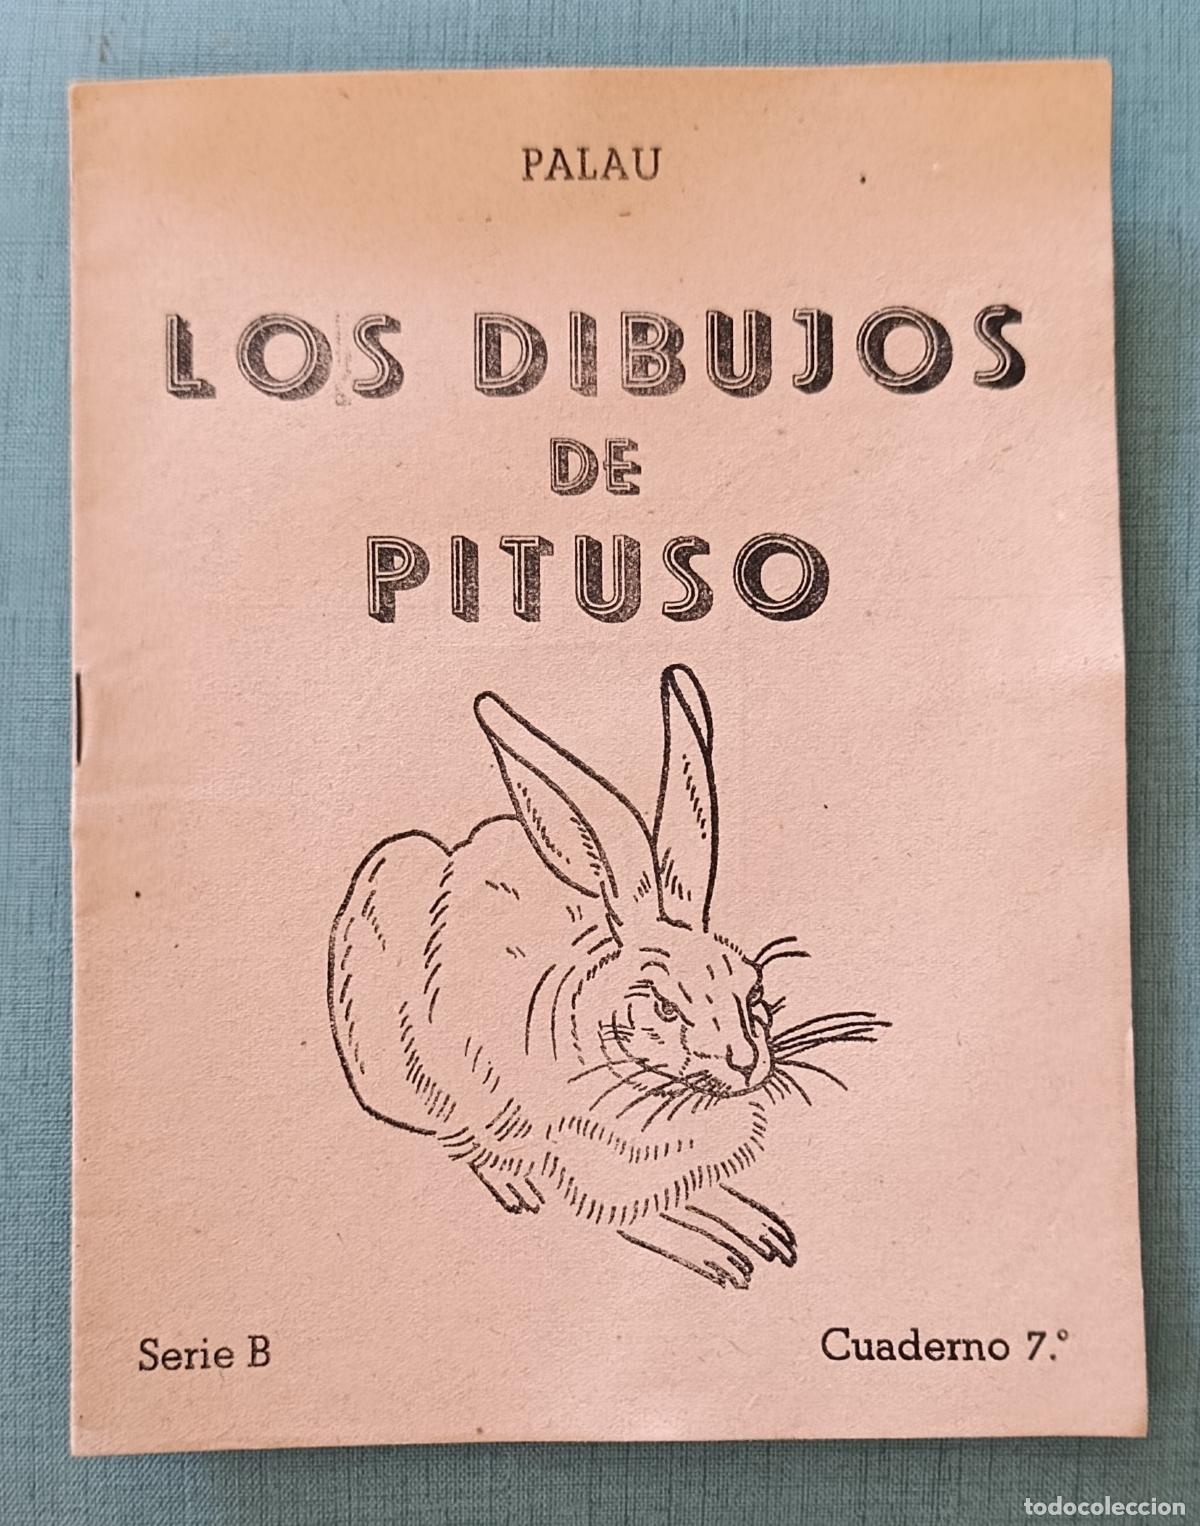 PALAU
LOS DIBUJOS
DE
PITUSO
Serie B
Cuaderno 7.º
todocoleccion